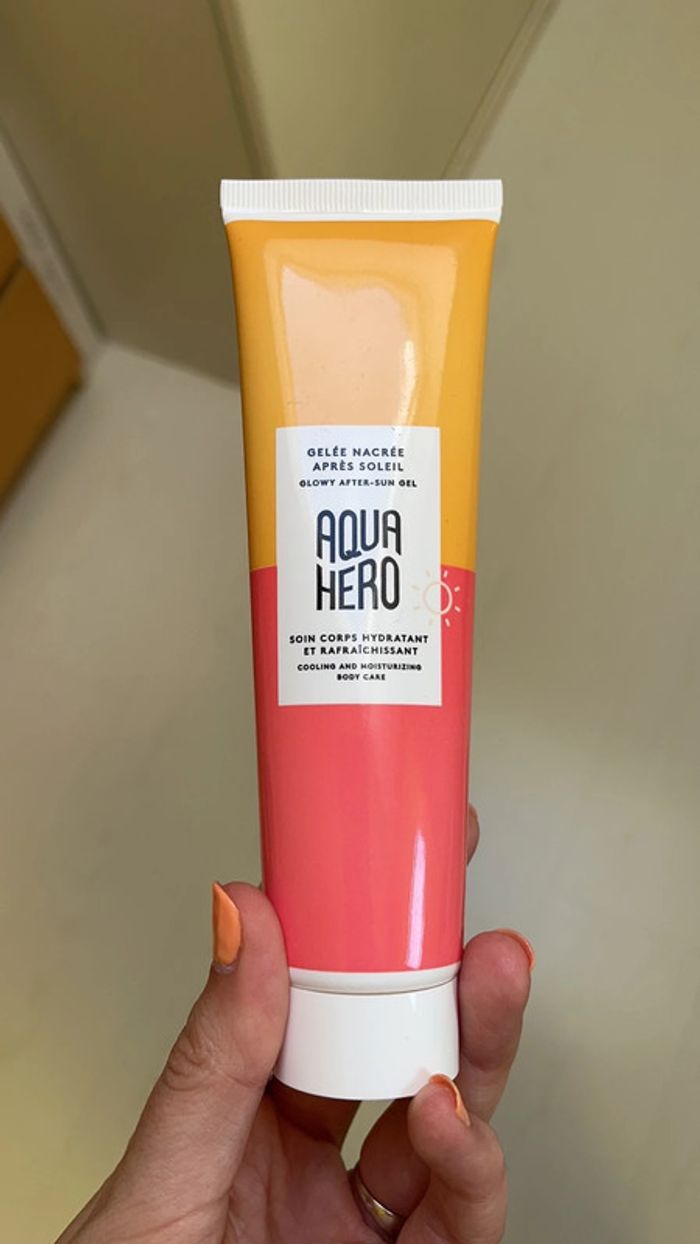 GELÉE NACRÉE
APRÈS SOLEIL
GLOWY AFTER-SUN GEL
AQUA
HERO
SOIN CORPS HYDRATANT
ET RAFRAÎCHISSANT
COOLING AND MOISTURIZING
BODY CARE